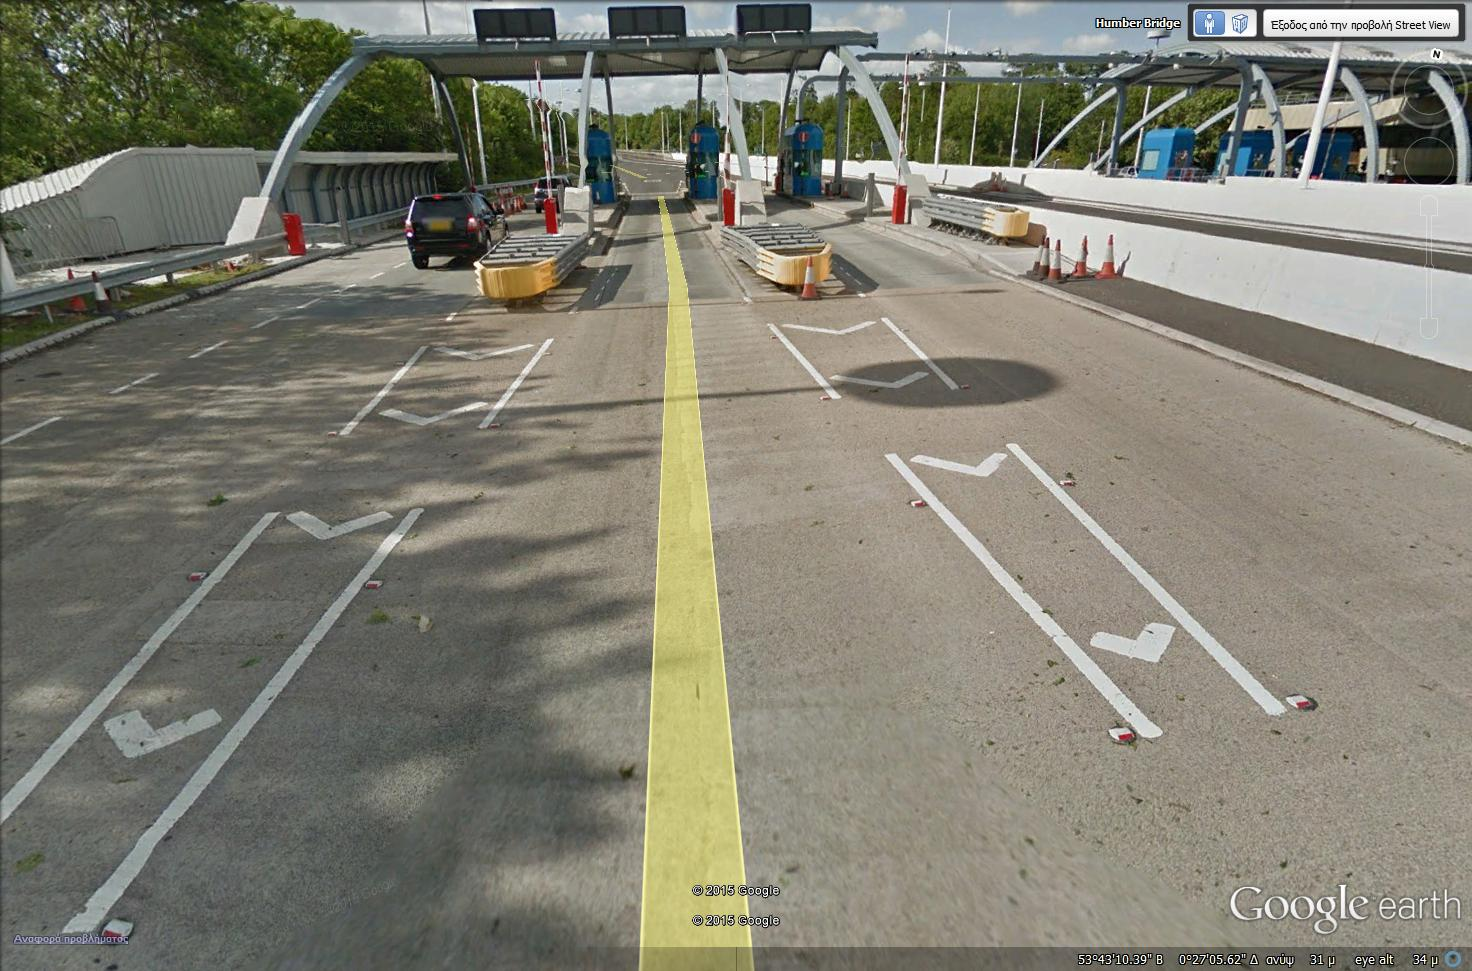 Humber Bridge
Έξοδος από την προβολή Street View
N
© 2015 Google
© 2015 Google
Google earth
Αναφορά προβλήματος
53°43'10.39" Β 0°27'05.62" Δ ανύψ 31 μ eye alt 34 μ